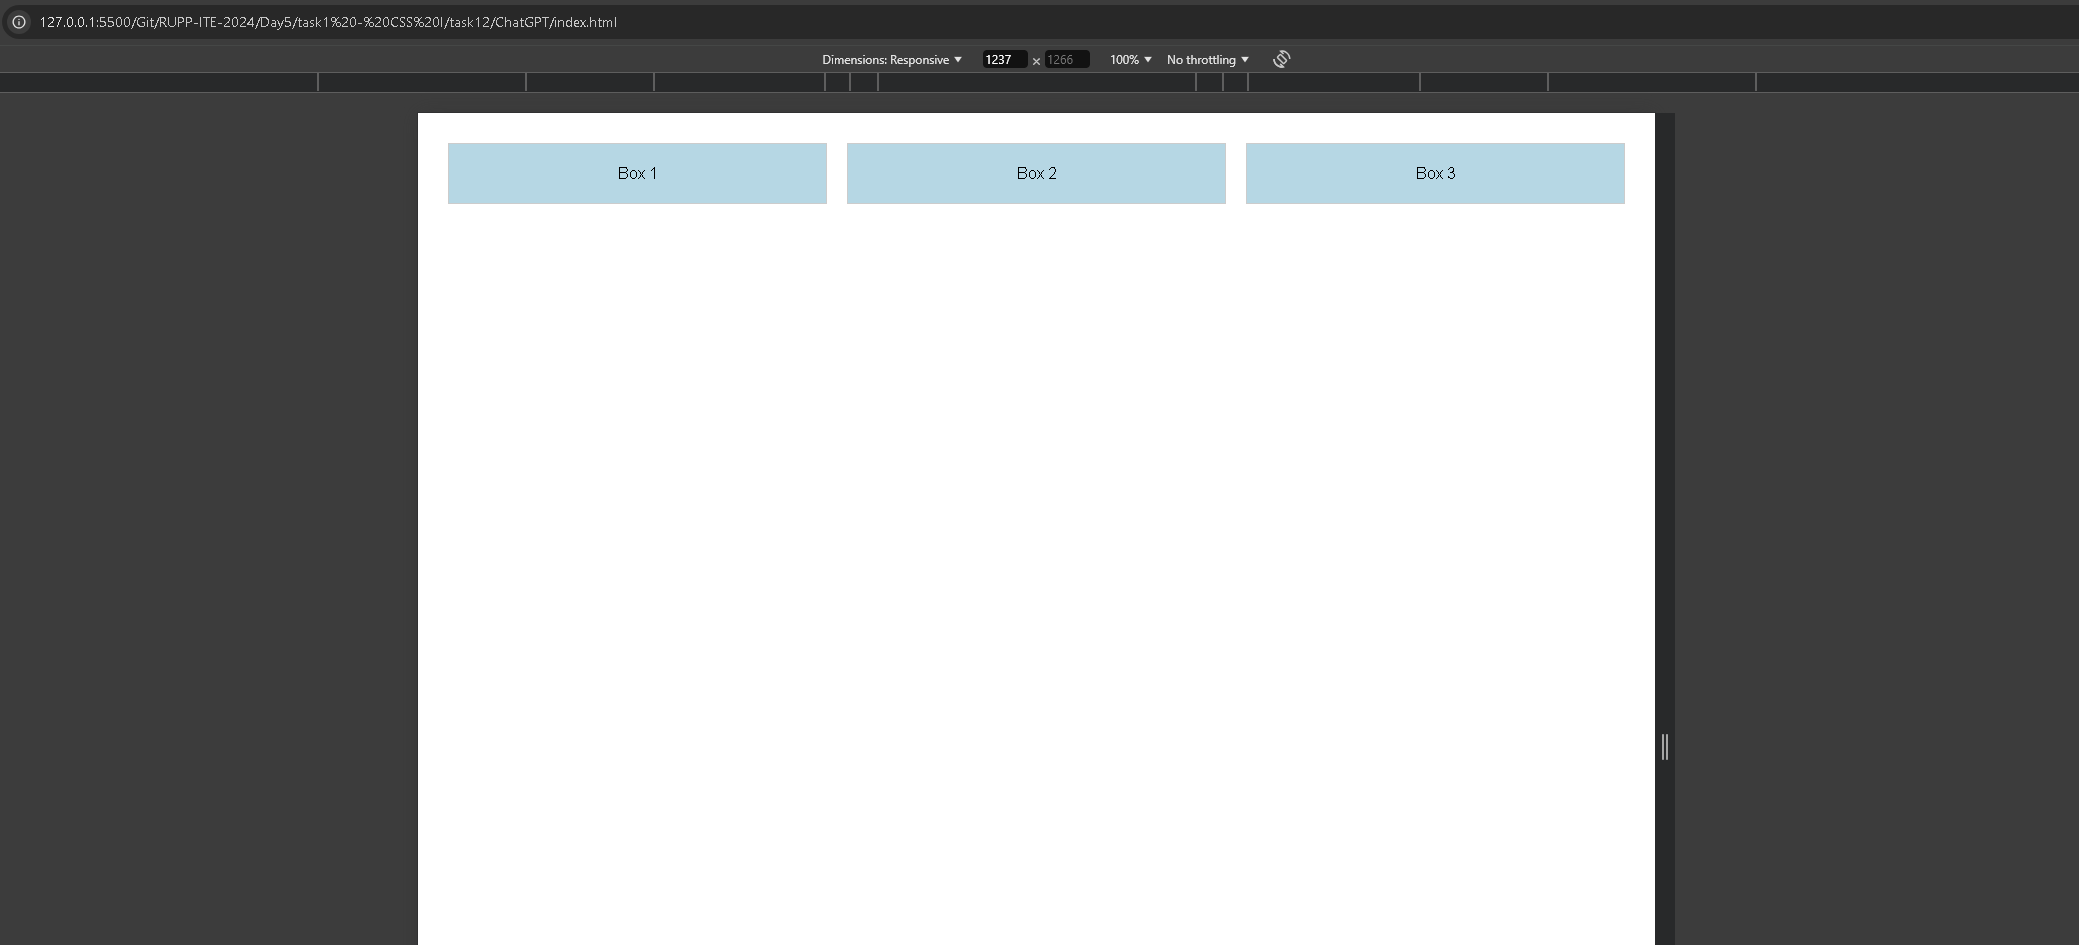 127.0.0.1:5500/Git/RUPP-ITE-2024/Day5/task1%20-%20CSS%20I/task12/ChatGPT/index.html
Dimensions: Responsive 1237 × 1266 100% No throttling
Box 1 Box 2 Box 3